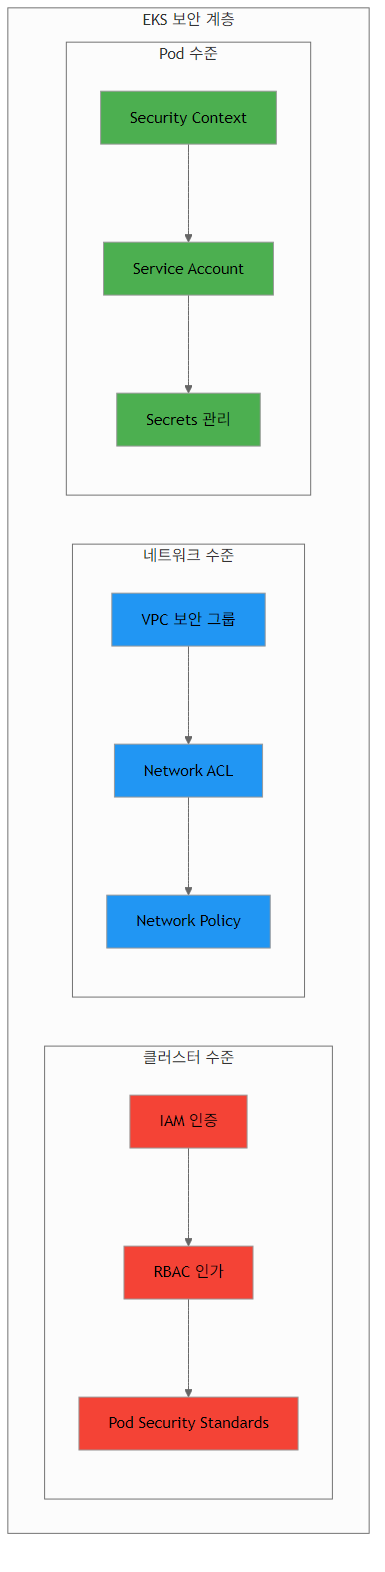 EKS 보안 계층
Pod 수준
Security Context
Service Account
Secrets 관리
네트워크 수준
VPC 보안 그룹
Network ACL
Network Policy
클러스터 수준
IAM 인증
RBAC 인가
Pod Security Standards